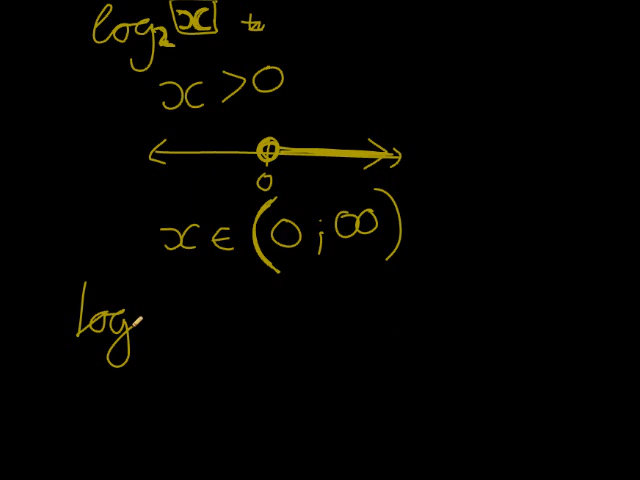 log₂ x
x > 0
0
x ∈ (0 ; ∞)
log